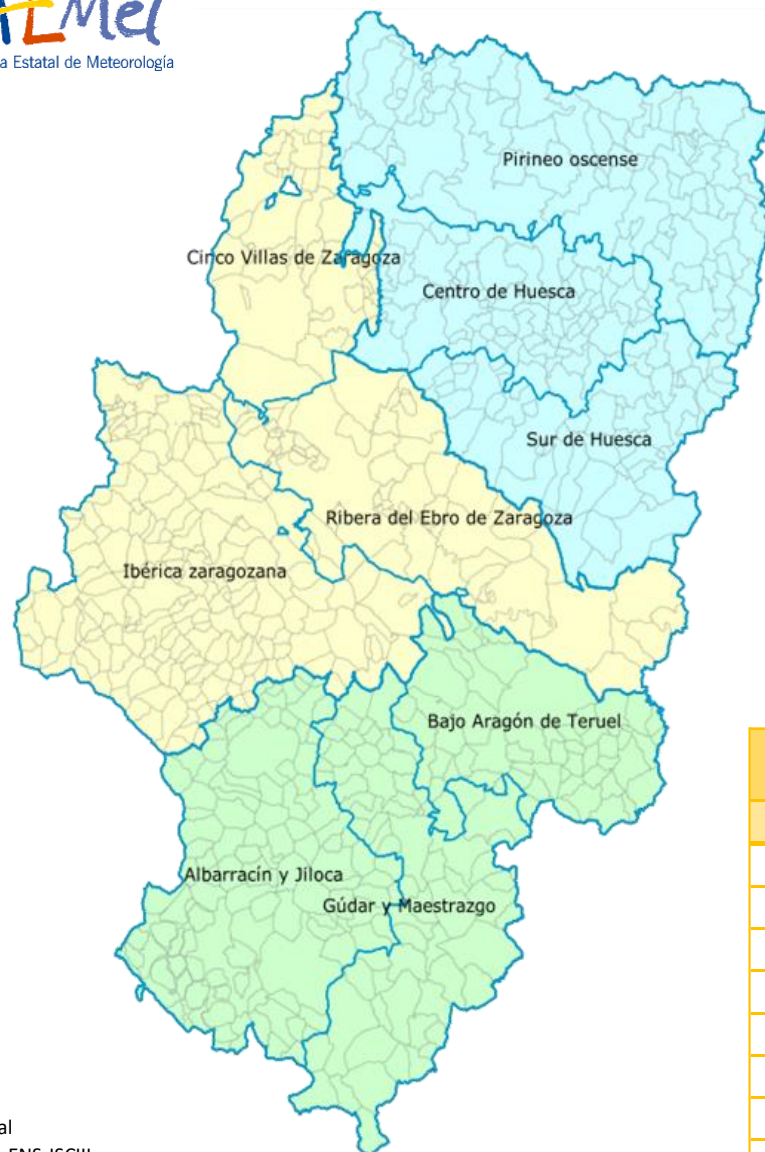 a Estatal de Meteorología
Pirineo oscense
Cinco Villas de Zaragoza
Centro de Huesca
Sur de Huesca
Ribera del Ebro de Zaragoza
Ibérica zaragozana
Bajo Aragón de Teruel
Albarracín y Jiloca
Gúdar y Maestrazgo
al